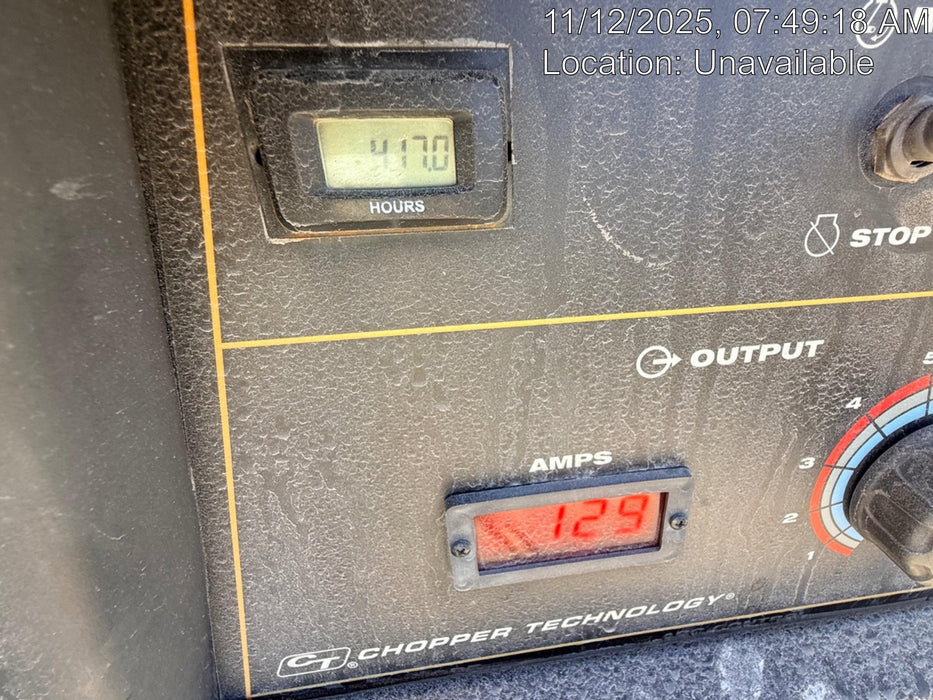 11/12/2025, 07:49:18 AM
Location: Unavailable
417.0
HOURS
STOP
OUTPUT
5
4
3
2
1
AMPS
129
CT® CHOPPER TECHNOLOGY®